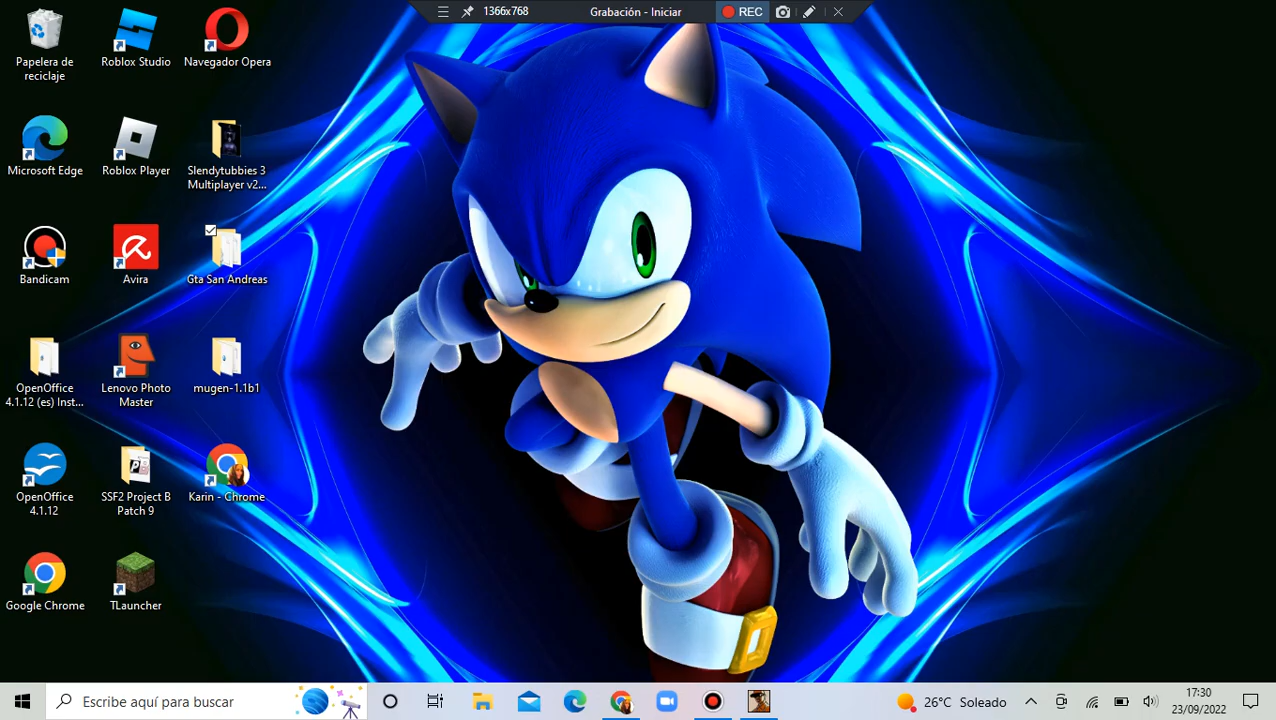 1366x768
Grabación - Iniciar
REC
Papelera de
reciclaje
Roblox Studio
Navegador Opera
Microsoft Edge
Roblox Player
Slendytubbies 3
Multiplayer v2...
Bandicam
Avira
Gta San Andreas
OpenOffice
4.1.12 (es) Inst...
Lenovo Photo
Master
mugen-1.1b1
OpenOffice
4.1.12
SSF2 Project B
Patch 9
Karin - Chrome
Google Chrome
TLauncher
Escribe aquí para buscar
26°C Soleado
17:30
23/09/2022